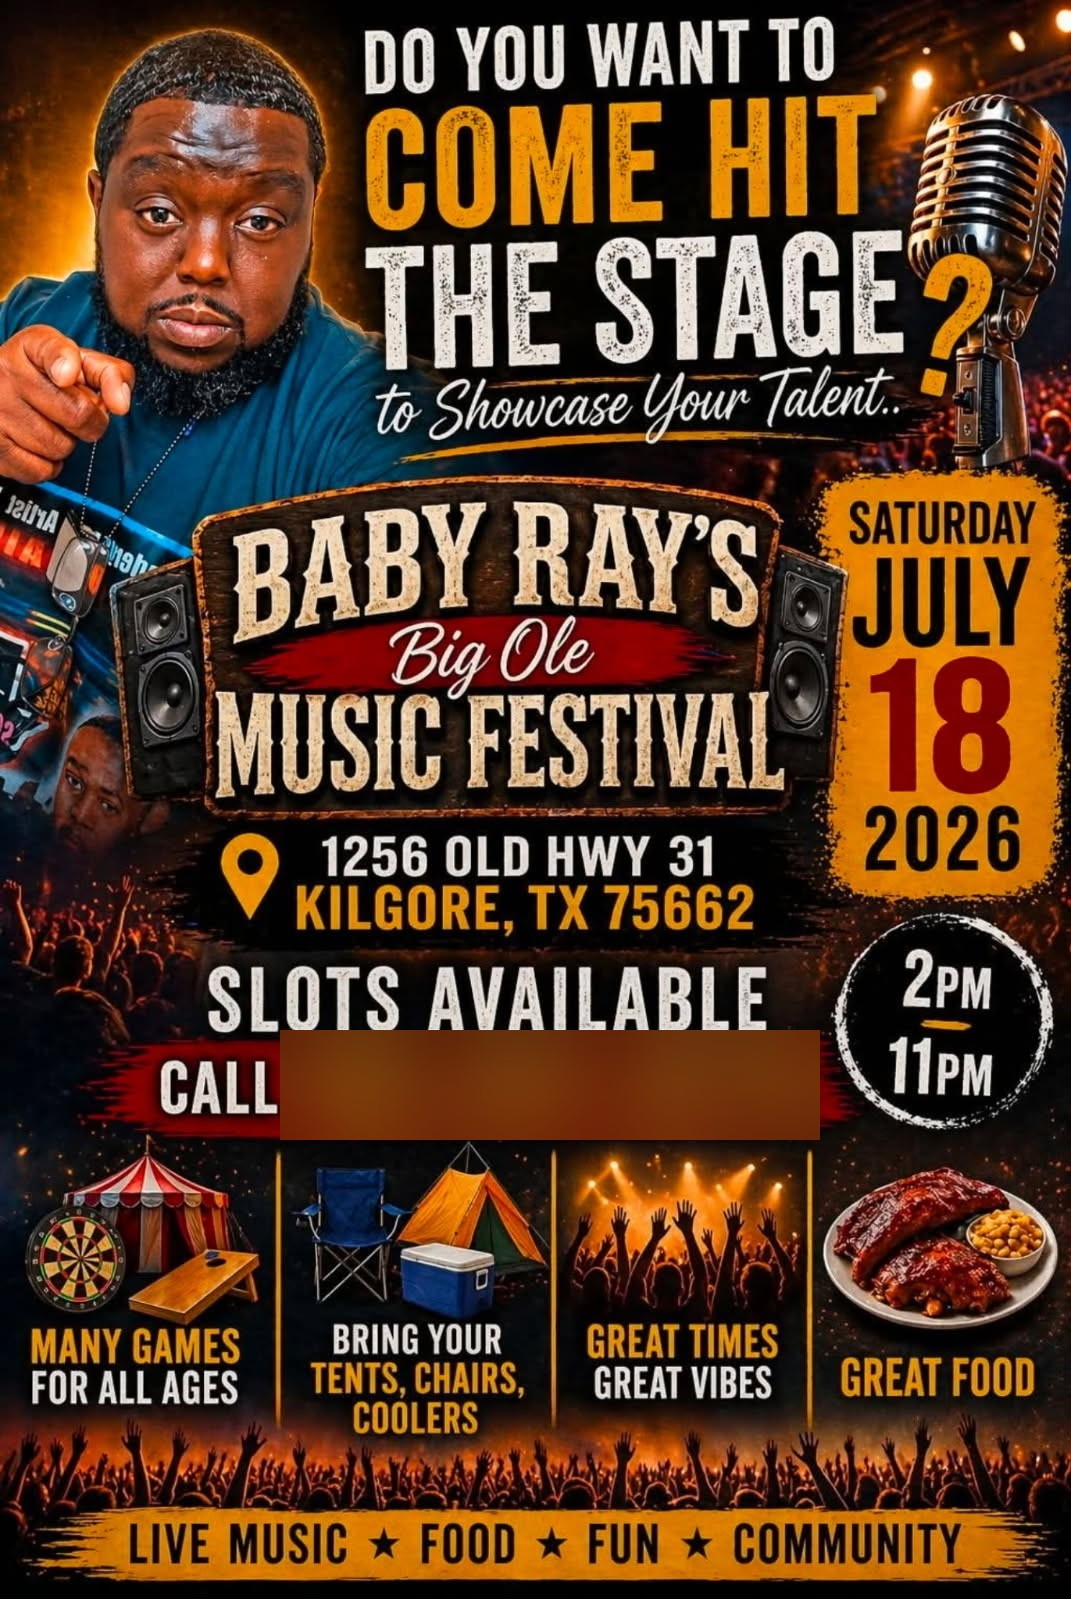 DO YOU WANT TO
COME HIT
THE STAGE?
to Showcase Your Talent..
BABY RAY'S
Big Ole
MUSIC FESTIVAL
SATURDAY
JULY
18
2026
1256 OLD HWY 31
KILGORE, TX 75662
SLOTS AVAILABLE
CALL
2PM
11PM
MANY GAMES
FOR ALL AGES
BRING YOUR
TENTS, CHAIRS,
COOLERS
GREAT TIMES
GREAT VIBES
GREAT FOOD
LIVE MUSIC ★ FOOD ★ FUN ★ COMMUNITY